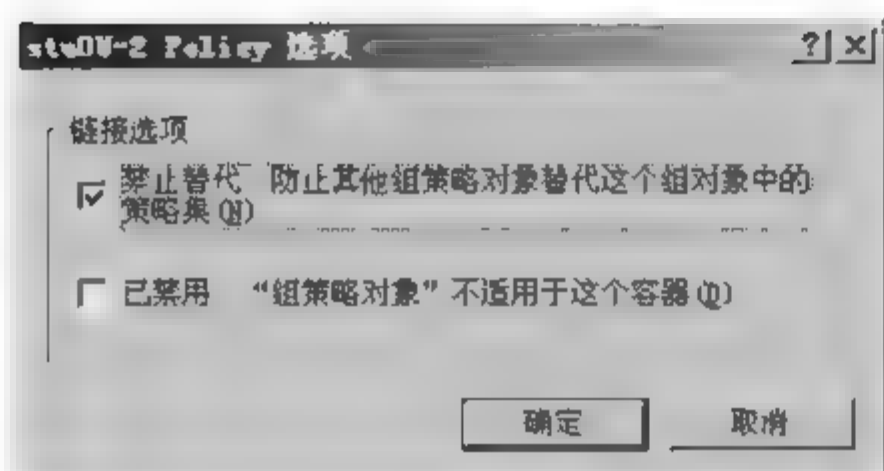 stuOU-2 Policy 选项
链接选项
禁止替代 防止其他组策略对象替代这个组对象中的
策略集(N)
已禁用 “组策略对象”不适用于这个容器(D)
确定
取消